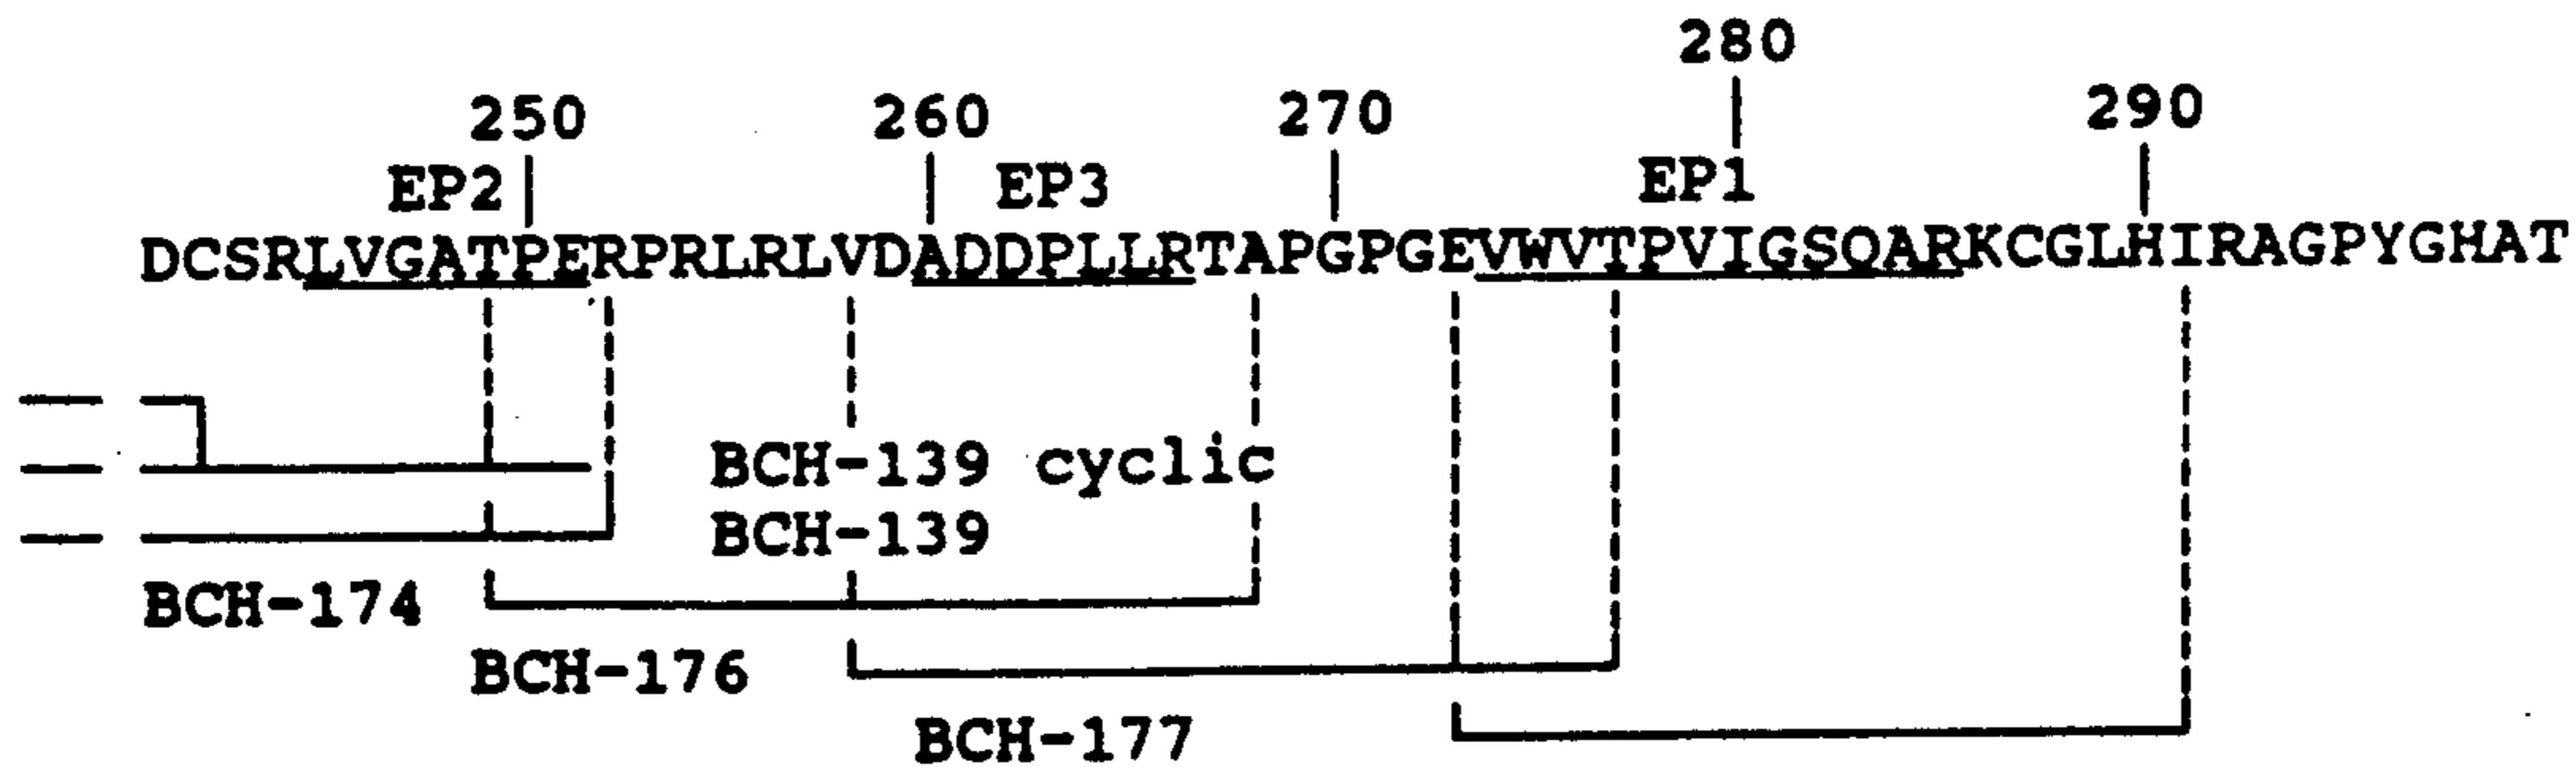 280
250 260 270 290
EP2 EP3 EP1
DCSRLVGATPERPRLRLVDADDPLLRTAPGPGEVWVTPVIGSQARKCGLHIRAGPYGHAT
BCH-139 cyclic
BCH-139
BCH-174
BCH-176
BCH-177